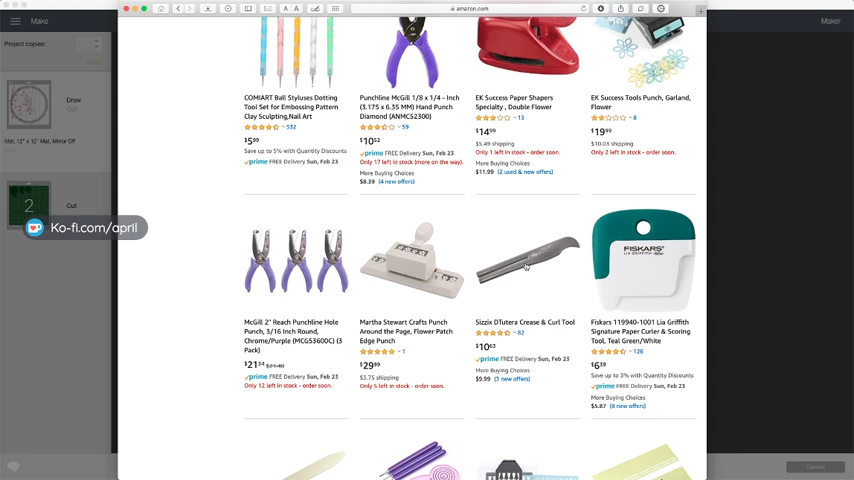 amazon.com
Make
Maker
Project copies:
Draw
Mat, 12" x 12" Mat, Mirror Off
2
Cut
Ko-fi.com/april
COMIART Ball Styluses Dotting
Tool Set for Embossing Pattern
Clay Sculpting,Nail Art
532
$5.99
Save up to 5% with Quantity Discounts
prime FREE Delivery Sun, Feb 23
Punchline McGill 1/8 x 1/4 - Inch
(3.175 x 6.35 MM) Hand Punch
Diamond (ANMC52300)
59
$10.52
prime FREE Delivery Sun, Feb 23
Only 17 left in stock (more on the way).
More Buying Choices
$8.39 (4 new offers)
EK Success Paper Shapers
Specialty , Double Flower
13
$14.99
$5.49 shipping
Only 1 left in stock - order soon.
More Buying Choices
$11.99 (2 used & new offers)
EK Success Tools Punch, Garland,
Flower
8
$19.99
$10.03 shipping
Only 2 left in stock - order soon.
McGill 2" Reach Punchline Hole
Punch, 3/16 Inch Round,
Chrome/Purple (MCG53600C) (3
Pack)
$21.34 $21.40
prime FREE Delivery Sun, Feb 23
Only 12 left in stock - order soon.
Martha Stewart Crafts Punch
Around the Page, Flower Patch
Edge Punch
1
$29.99
$3.75 shipping
Only 5 left in stock - order soon.
Sizzix DTutera Crease & Curl Tool
82
$10.63
prime FREE Delivery Sun, Feb 23
More Buying Choices
$9.99 (3 new offers)
FISKARS
LIA GRIFFITH
Fiskars 119940-1001 Lia Griffith
Signature Paper Curler & Scoring
Tool, Teal Green/White
126
$6.39
Save up to 3% with Quantity Discounts
prime FREE Delivery Sun, Feb 23
More Buying Choices
$5.87 (8 new offers)
Cancel